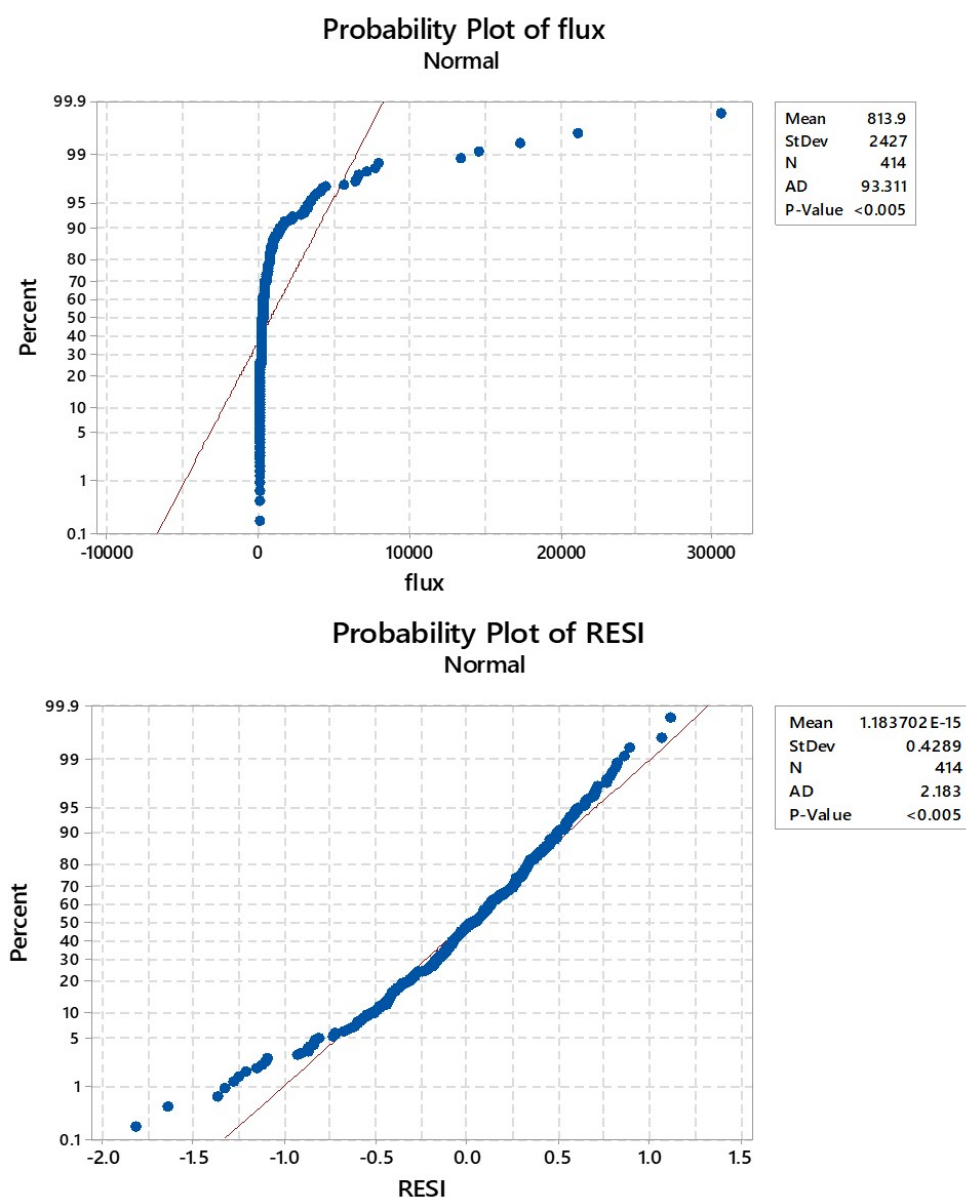 Probability Plot of flux
Normal
99.9
99
95
90
80
70
60
50
40
30
20
10
5
1
0.1
Percent
-10000
0
10000
20000
30000
flux
Mean 813.9
StDev 2427
N 414
AD 93.311
P-Value <0.005
Probability Plot of RESI
Normal
99.9
99
95
90
80
70
60
50
40
30
20
10
5
1
0.1
Percent
-2.0
-1.5
-1.0
-0.5
0.0
0.5
1.0
1.5
RESI
Mean 1.183702E-15
StDev 0.4289
N 414
AD 2.183
P-Value <0.005